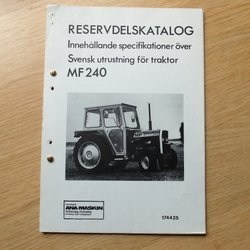 RESERVDELSKATALOG
Innehållande specifikationer över
Svensk utrustning för traktor
MF 240
ANA-MASKIN
174425